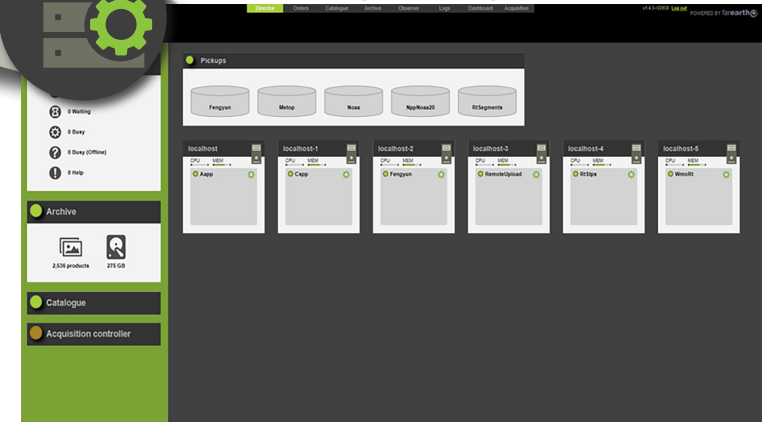 Director Orders Catalogue Archive Observer Logs Dashboard Acquisition
Log out
POWERED BY farearth
Pickups
Fengyun Metop Noaa NppNoaa20 RtSegments
0 Waiting
0 Busy
0 Busy (Offline)
0 Help
localhost localhost-1 localhost-2 localhost-3 localhost-4 localhost-5
CPU MEM CPU MEM CPU MEM CPU MEM CPU MEM CPU MEM
Aapp Cspp Fengyun RemoteUpload RtStps WmoRt
Archive
2,536 products 275 GB
Catalogue
Acquisition controller